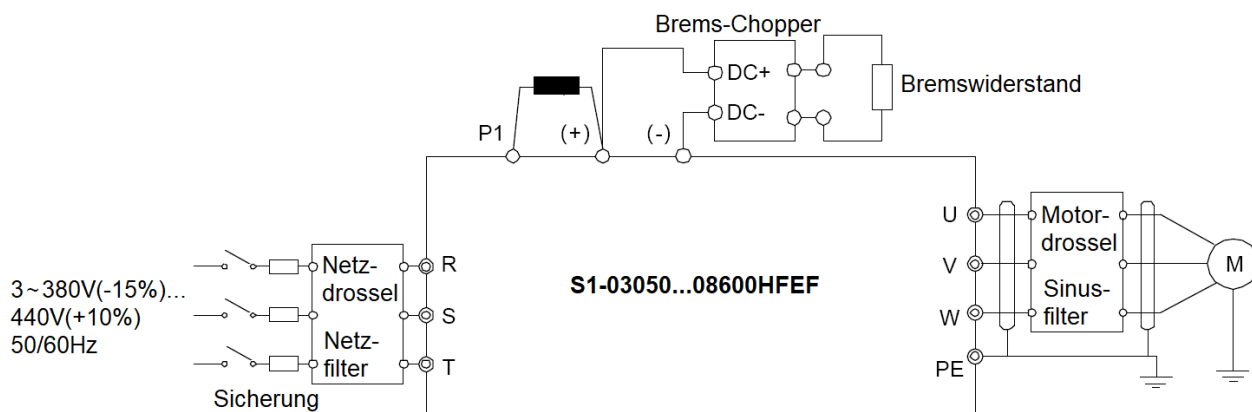 Brems-Chopper
DC+
DC-
Bremswiderstand
P1
(+)
(-)
3~380V(-15%)...
440V(+10%)
50/60Hz
Sicherung
Netz-
drossel
Netz-
filter
R
S
T
S1-03050...08600HFEF
U
V
W
PE
Motor-
drossel
Sinus-
filter
M